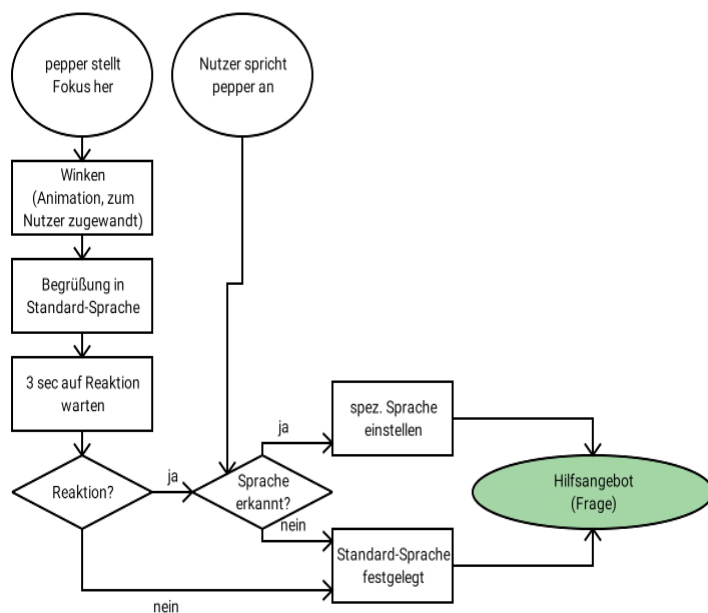 pepper stellt
Fokus her
Nutzer spricht
pepper an
Winken
(Animation, zum
Nutzer zugewandt)
Begrüßung in
Standard-Sprache
3 sec auf Reaktion
warten
Reaktion?
ja
Sprache
erkannt?
ja
spez. Sprache
einstellen
nein
Standard-Sprache
festgelegt
nein
Hilfsangebot
(Frage)